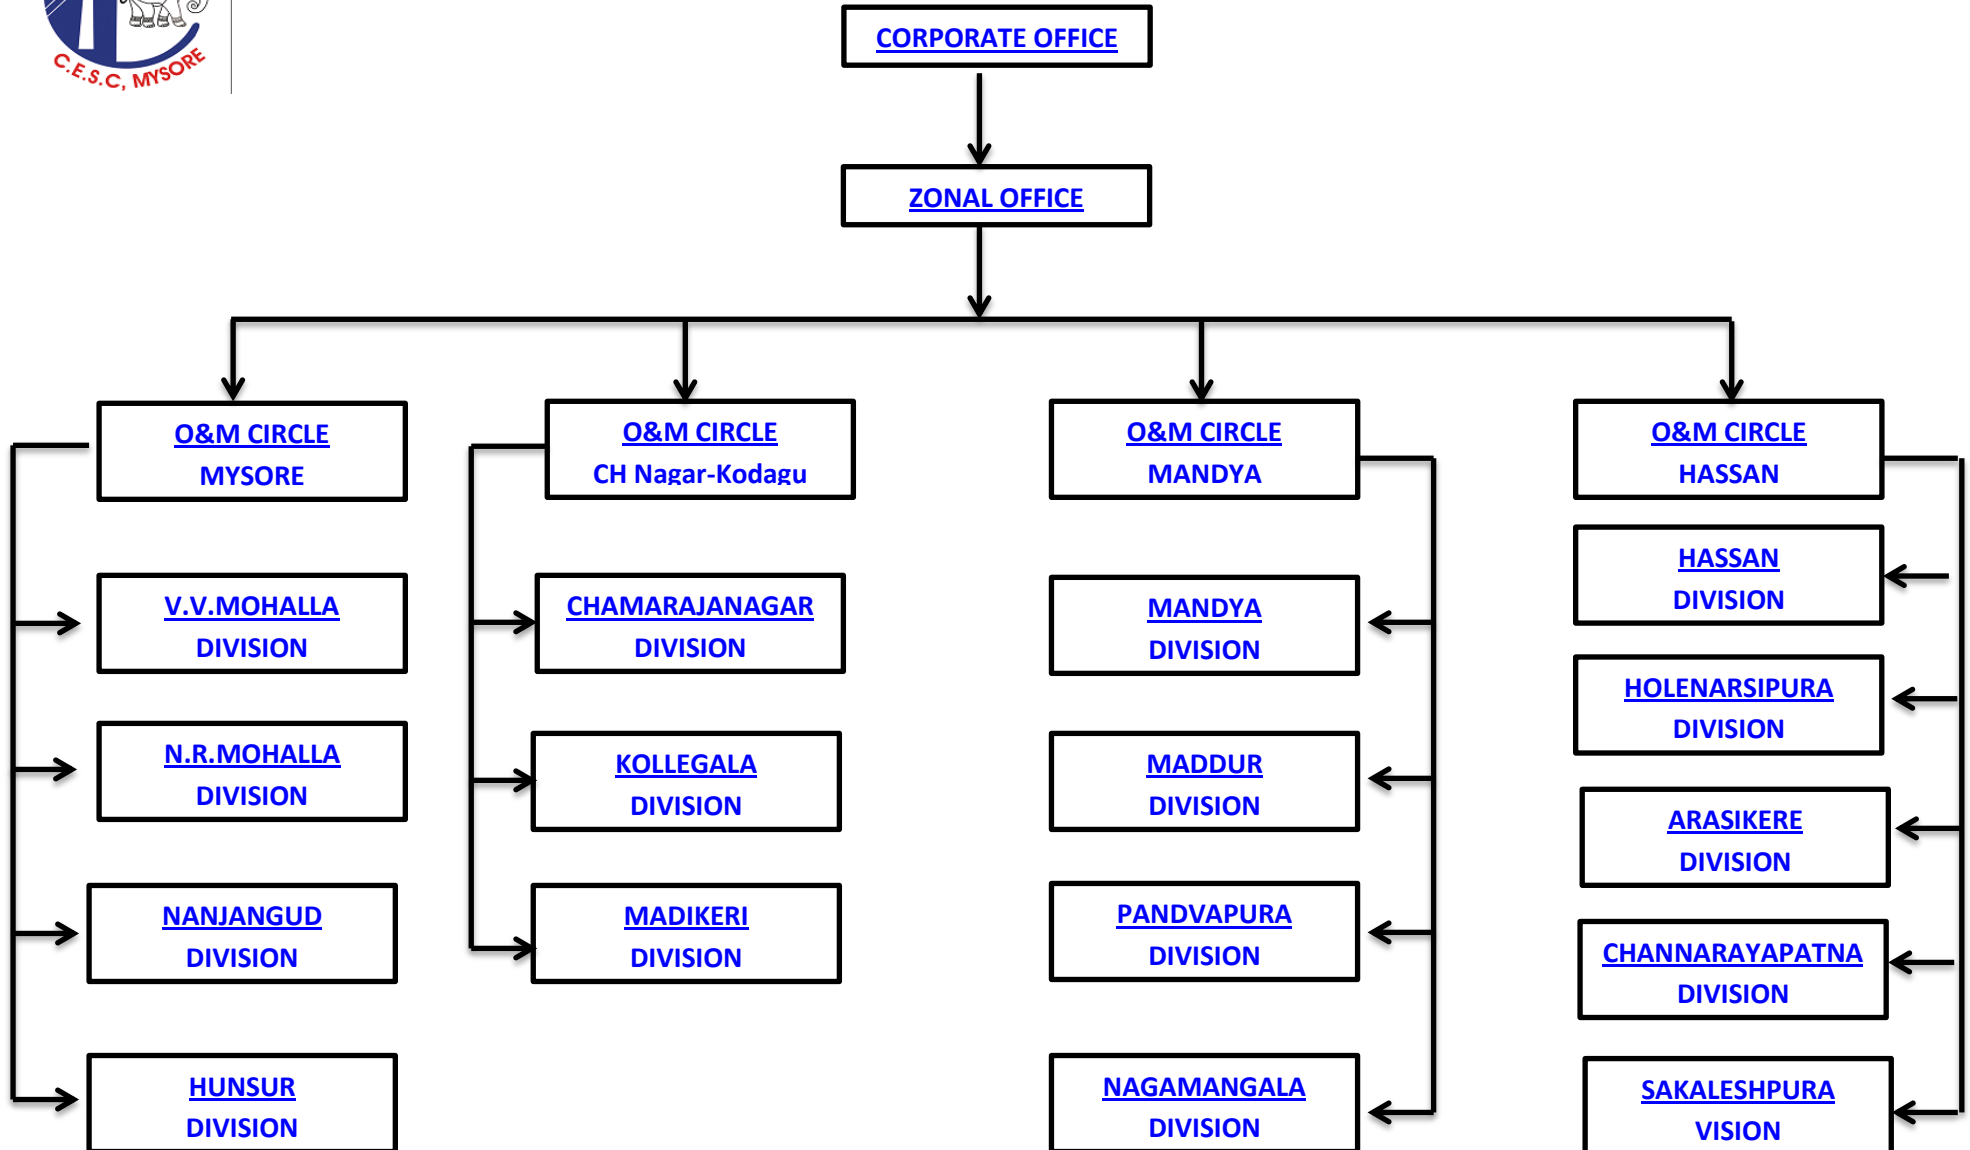 C.E.S.C, MYSORE
CORPORATE OFFICE
ZONAL OFFICE
O&M CIRCLE
MYSORE
O&M CIRCLE
CH Nagar-Kodagu
O&M CIRCLE
MANDYA
O&M CIRCLE
HASSAN
V.V.MOHALLA
DIVISION
N.R.MOHALLA
DIVISION
NANJANGUD
DIVISION
HUNSUR
DIVISION
CHAMARAJANAGAR
DIVISION
KOLLEGALA
DIVISION
MADIKERI
DIVISION
MANDYA
DIVISION
MADDUR
DIVISION
PANDVAPURA
DIVISION
NAGAMANGALA
DIVISION
HASSAN
DIVISION
HOLENARSIPURA
DIVISION
ARASIKERE
DIVISION
CHANNARAYAPATNA
DIVISION
SAKALESHPURA
VISION